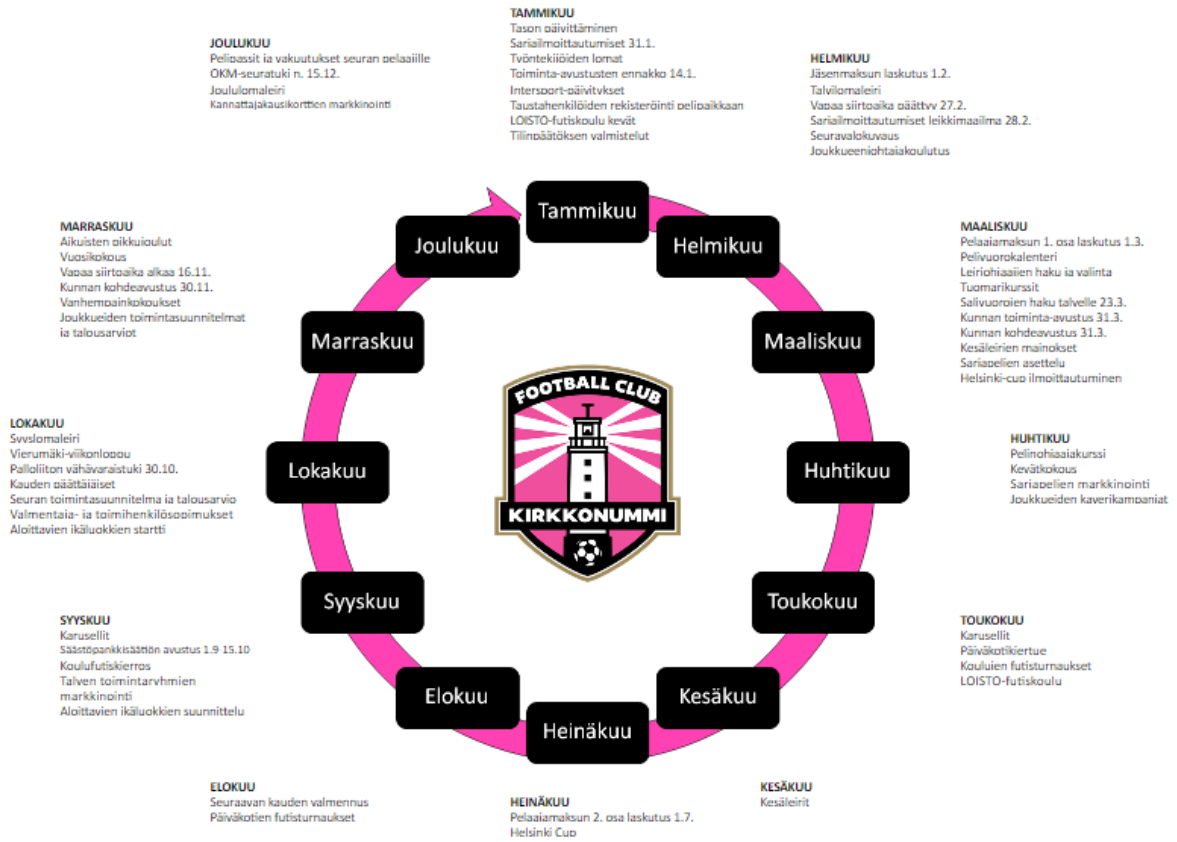 TAMMIKUU
Tason päivittäminen
Sarjailmoittautumiset 31.1.
Työntekijöiden lomat
Toiminta-avustusten ennakko 14.1.
Intersport-päivitykset
Taustahenkilöiden rekisteröinti pelipaikkaan
LOISTO-futiskoulu kevät
Tilinpäätöksen valmistelut
JOULUKUU
Pelipassit ja vakuutukset seuran pelaajille
OKM-seuratuki n. 15.12.
Joululomaleiri
Kannattajakausikorttien markkinointi
HELMIKUU
Jäsenmaksun laskutus 1.2.
Talvilomaleiri
Vapaa siirtoaika päättyy 27.2.
Sarjailmoittautumiset leikkimaailma 28.2.
Seuravalokuvaus
Joukkueenjohtajakoulutus
Tammikuu
Joulukuu
Helmikuu
MARRASKUU
Aikuisten pikkujoulut
Vuosikokous
Vapaa siirtoaika alkaa 16.11.
Kunnan kohdeavustus 30.11.
Vanhempainkokoukset
Joukkueiden toimintasuunnitelmat
ja talousarviot
MAALISKUU
Pelaajamaksun 1. osa laskutus 1.3.
Pelivuorokalenteri
Leiriohjaajien haku ja valinta
Tuomarikurssit
Salivuorojen haku talvelle 23.3.
Kunnan toiminta-avustus 31.3.
Kunnan kohdeavustus 31.3.
Kesäleirien mainokset
Sarjapelien asettelu
Helsinki-cup ilmoittautuminen
Marraskuu
Maaliskuu
FOOTBALL CLUB
KIRKKONUMMI
LOKAKUU
Syyslomaleiri
Vierumäki-viikonloppu
Palloliiton vähävaraistuki 30.10.
Kauden päättäjäiset
Seuran toimintasuunnitelma ja talousarvio
Valmentaja- ja toimihenkilösopimukset
Aloittavien ikäluokkien startti
Lokakuu
Huhtikuu
HUHTIKUU
Pelinohjaajakurssi
Kevätkokous
Sarjapelien markkinointi
Joukkueiden kaverikampanjat
Syyskuu
Toukokuu
SYYSKUU
Karusellit
Säästöpankkisäätiön avustus 1.9-15.10
Koulufutiskierros
Talven toimintaryhmien
markkinointi
Aloittavien ikäluokkien suunnittelu
TOUKOKUU
Karusellit
Päiväkotikiertue
Koulujen futisturnaukset
LOISTO-futiskoulu
Elokuu
Heinäkuu
Kesäkuu
ELOKUU
Seuraavan kauden valmennus
Päiväkotien futisturnaukset
HEINÄKUU
Pelaajamaksun 2. osa laskutus 1.7.
Helsinki Cup
KESÄKUU
Kesäleirit